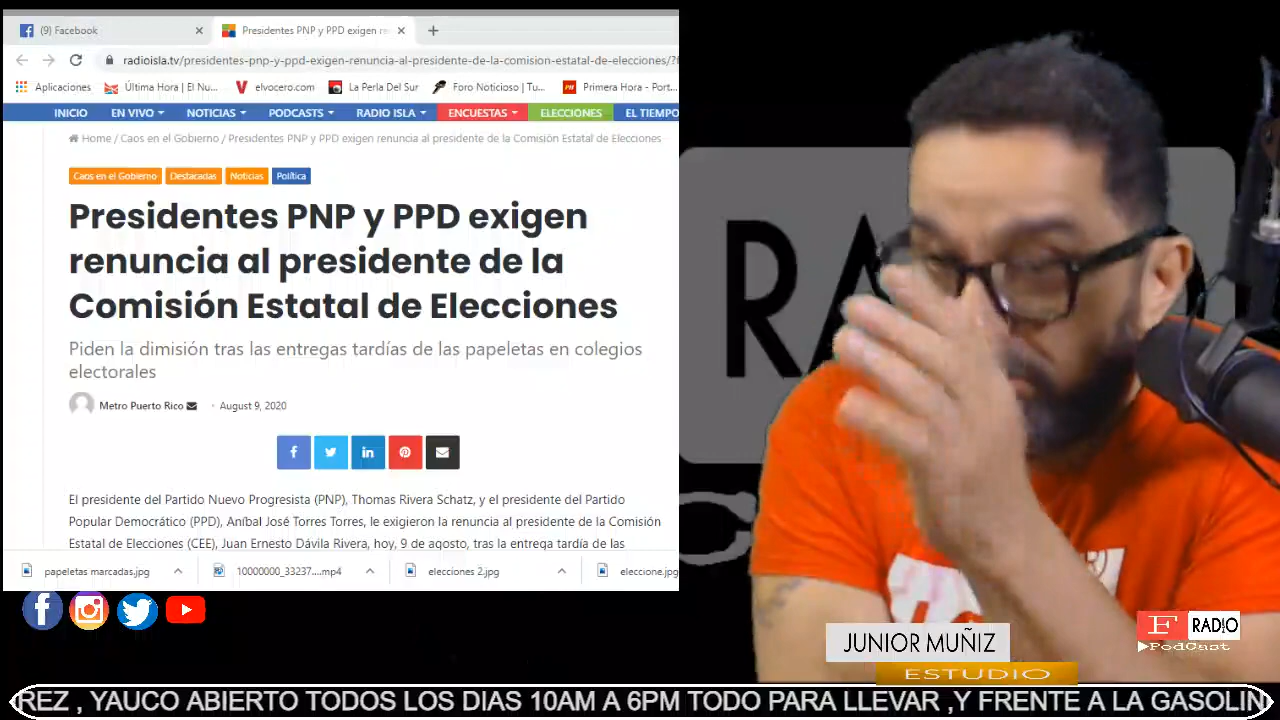 (9) Facebook
Presidentes PNP y PPD exigen re
radioisla.tv/presidentes-pnp-y-ppd-exigen-renuncia-al-presidente-de-la-comision-estatal-de-elecciones/?f
Aplicaciones
Última Hora | El Nu...
elvocero.com
La Perla Del Sur
Foro Noticioso | Tu...
Primera Hora - Port...
INICIO
EN VIVO
NOTICIAS
PODCASTS
RADIO ISLA
ENCUESTAS
ELECCIONES
EL TIEMPO
Home / Caos en el Gobierno / Presidentes PNP y PPD exigen renuncia al presidente de la Comisión Estatal de Elecciones
Caos en el Gobierno
Destacadas
Noticias
Política
Presidentes PNP y PPD exigen
renuncia al presidente de la
Comisión Estatal de Elecciones
Piden la dimisión tras las entregas tardías de las papeletas en colegios
electorales
Metro Puerto Rico
August 9, 2020
El presidente del Partido Nuevo Progresista (PNP), Thomas Rivera Schatz, y el presidente del Partido
Popular Democrático (PPD), Aníbal José Torres Torres, le exigieron la renuncia al presidente de la Comisión
Estatal de Elecciones (CEE), Juan Ernesto Dávila Rivera, hoy, 9 de agosto, tras la entrega tardía de las
papeletas marcadas.jpg
10000000_33237....mp4
elecciones 2.jpg
eleccione.jpg
JUNIOR MUÑIZ
ESTUDIO
F RADIO
PodCast
REZ , YAUCO ABIERTO TODOS LOS DIAS 10AM A 6PM TODO PARA LLEVAR ,Y FRENTE A LA GASOLIN